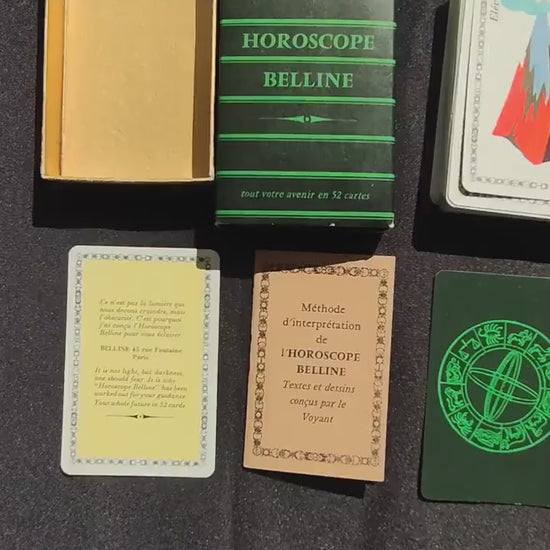 HOROSCOPE
BELLINE
tout votre avenir en 52 cartes
Ce n'est pas la lumière que
nous devons craindre, mais
l'obscurité. C'est pourquoi
j'ai conçu l'Horoscope
Belline pour vous éclairer
BELLINE 45 rue Fontaine
Paris
It is not light, but darkness,
one should fear. It is why
"Horoscope Belline" has been
worked out for your guidance.
Your whole future in 52 cards
Méthode
d'interprétation
de
l'HOROSCOPE
BELLINE
Textes et dessins
conçus par le
Voyant